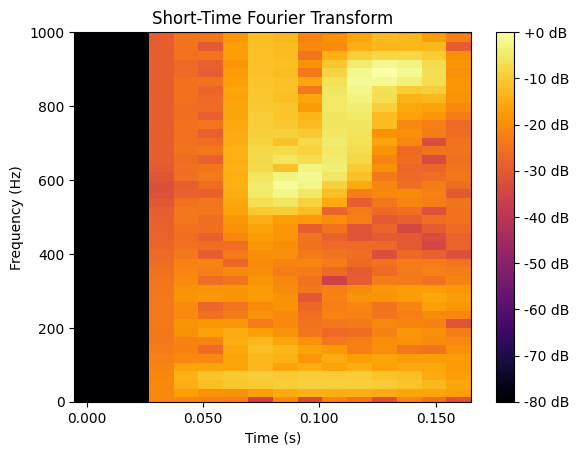 Short-Time Fourier Transform
1000
800
600
400
200
0
Frequency (Hz)
0.000
0.050
0.100
0.150
Time (s)
+0 dB
-10 dB
-20 dB
-30 dB
-40 dB
-50 dB
-60 dB
-70 dB
-80 dB